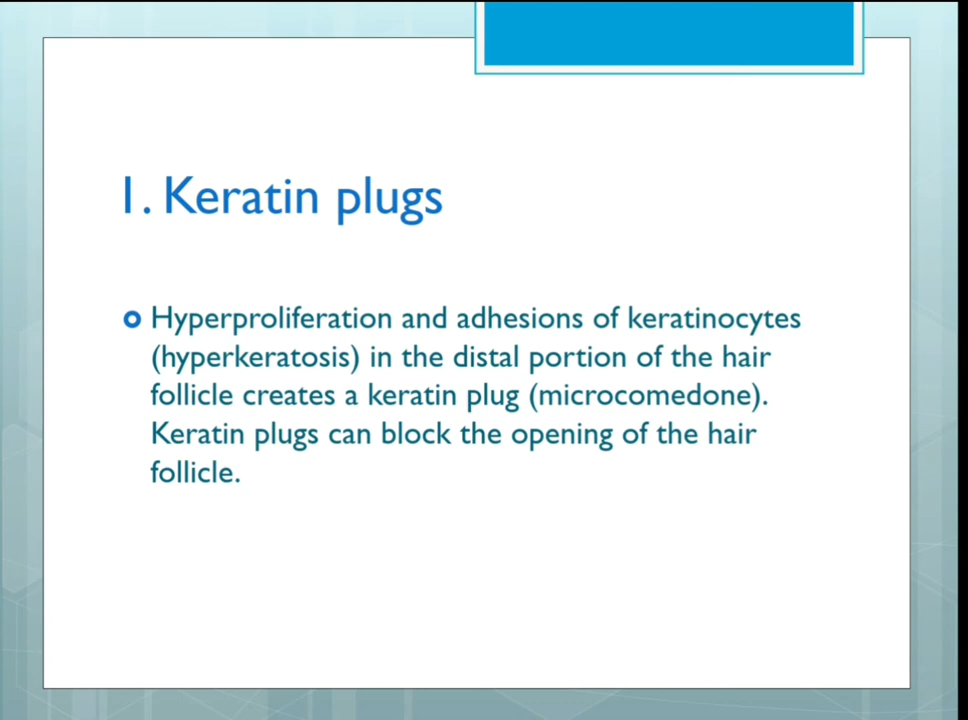 1. Keratin plugs
Hyperproliferation and adhesions of keratinocytes
(hyperkeratosis) in the distal portion of the hair
follicle creates a keratin plug (microcomedone).
Keratin plugs can block the opening of the hair
follicle.